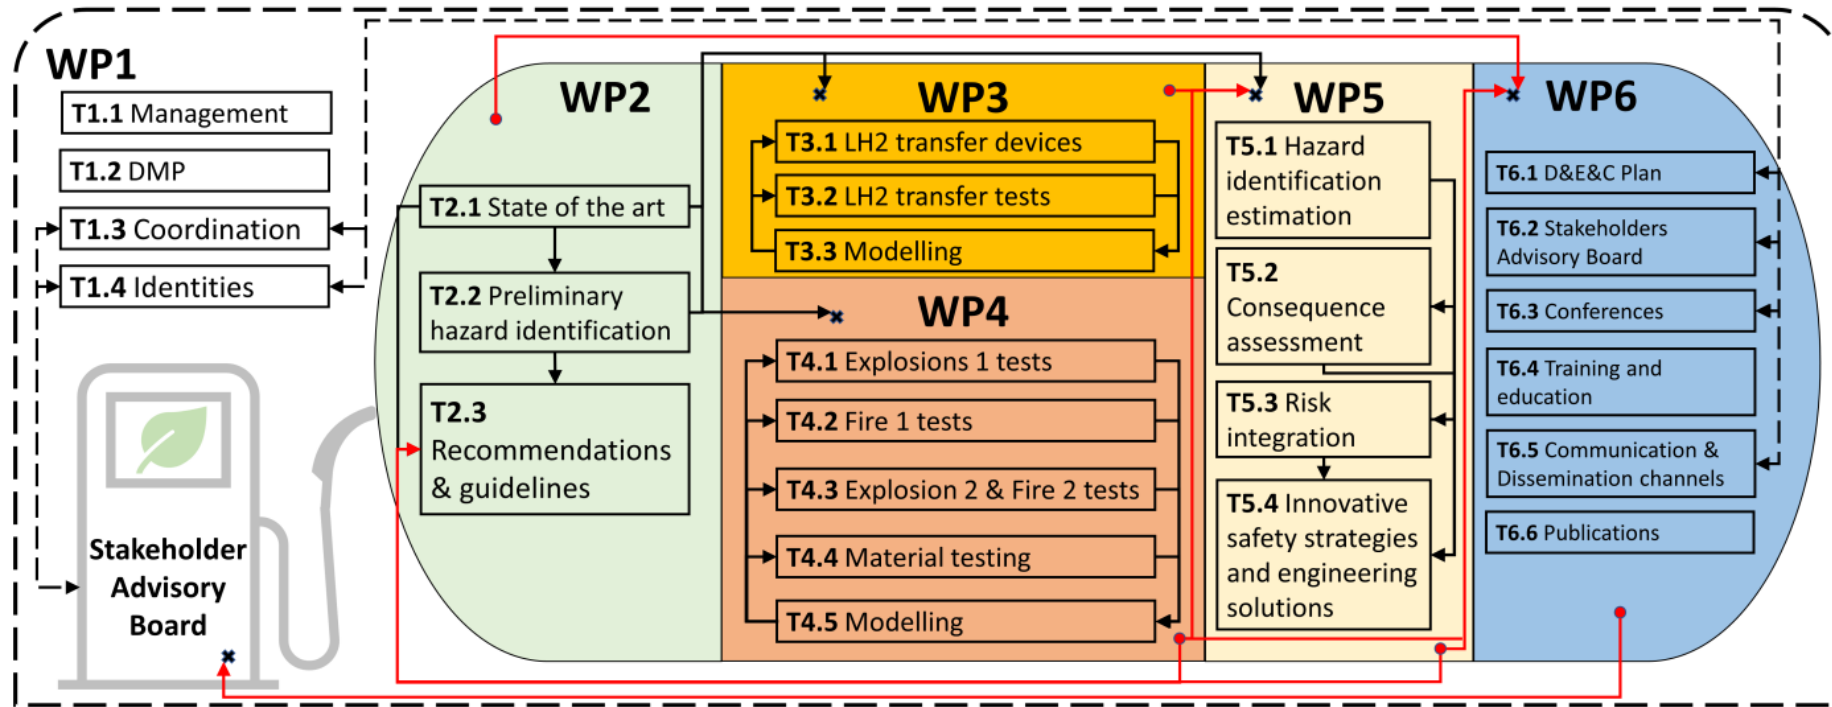 WP1
T1.1 Management
T1.2 DMP
T1.3 Coordination
T1.4 Identities
Stakeholder
Advisory
Board
WP2
T2.1 State of the art
T2.2 Preliminary
hazard identification
T2.3
Recommendations
& guidelines
WP3
T3.1 LH2 transfer devices
T3.2 LH2 transfer tests
T3.3 Modelling
WP4
T4.1 Explosions 1 tests
T4.2 Fire 1 tests
T4.3 Explosion 2 & Fire 2 tests
T4.4 Material testing
T4.5 Modelling
WP5
T5.1 Hazard
identification
estimation
T5.2
Consequence
assessment
T5.3 Risk
integration
T5.4 Innovative
safety strategies
and engineering
solutions
WP6
T6.1 D&E&C Plan
T6.2 Stakeholders
Advisory Board
T6.3 Conferences
T6.4 Training and
education
T6.5 Communication &
Dissemination channels
T6.6 Publications